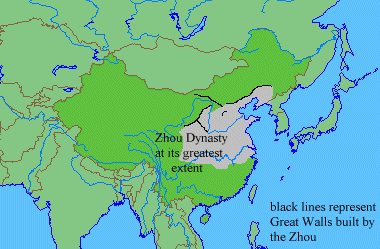 Zhou Dynasty
at its greatest
extent
black lines represent
Great Walls built by
the Zhou